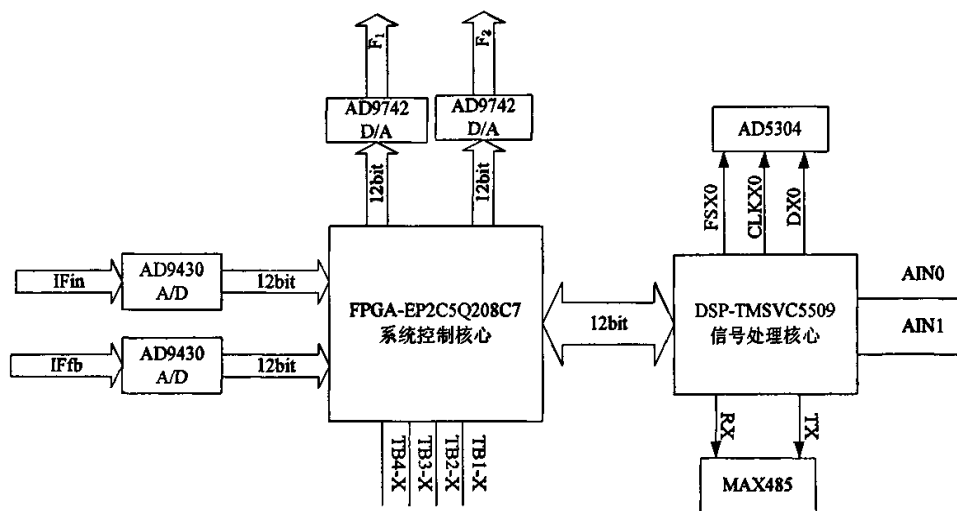 F₁
F₂
AD9742
D/A
AD9742
D/A
AD5304
12bit
12bit
FSX0
CLKX0
DX0
IFin
AD9430
A/D
12bit
FPGA-EP2C5Q208C7
系统控制核心
12bit
DSP-TMSVC5509
信号处理核心
AIN0
AIN1
IFfb
AD9430
A/D
12bit
TB4-X
TB3-X
TB2-X
TB1-X
RX
TX
MAX485